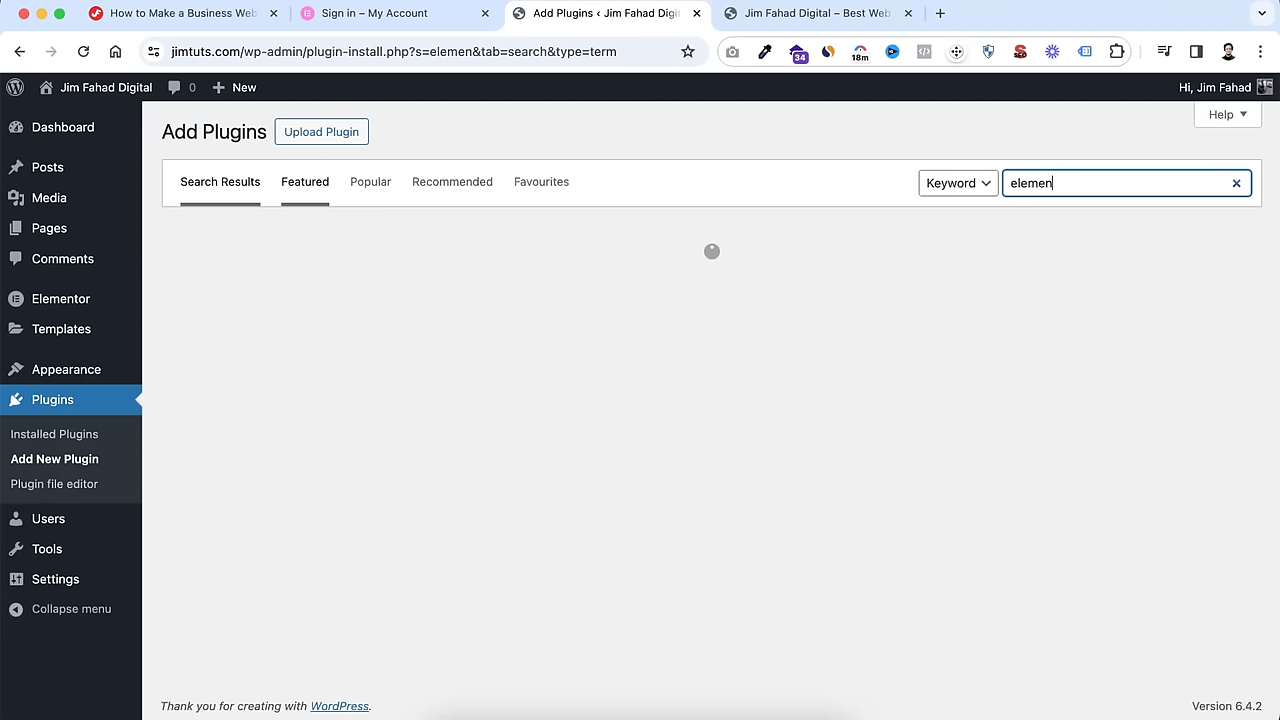 How to Make a Business Web
Sign in – My Account
Add Plugins ‹ Jim Fahad Digit
Jim Fahad Digital – Best Web
jimtuts.com/wp-admin/plugin-install.php?s=elemen&tab=search&type=term
34
18m
Jim Fahad Digital
0
New
Hi, Jim Fahad
Dashboard
Posts
Media
Pages
Comments
Elementor
Templates
Appearance
Plugins
Installed Plugins
Add New Plugin
Plugin file editor
Users
Tools
Settings
Collapse menu
Add Plugins
Upload Plugin
Help
Search Results
Featured
Popular
Recommended
Favourites
Keyword
elemen
Thank you for creating with WordPress.
Version 6.4.2